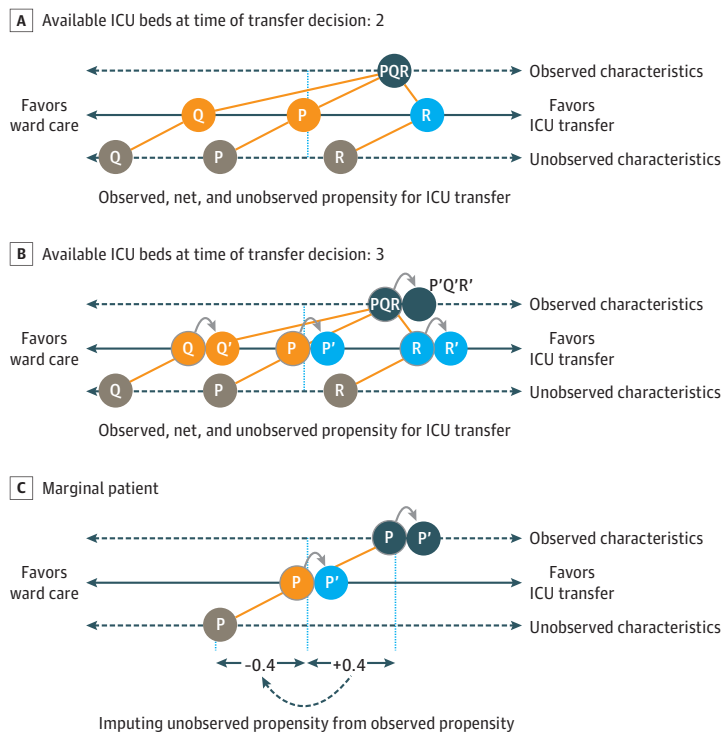 A Available ICU beds at time of transfer decision: 2
PQR
Observed characteristics
Favors
ward care
Q
P
R
Favors
ICU transfer
Q
P
R
Unobserved characteristics
Observed, net, and unobserved propensity for ICU transfer
B Available ICU beds at time of transfer decision: 3
P'Q'R'
PQR
Observed characteristics
Favors
ward care
Q Q'
P P'
R R'
Favors
ICU transfer
Q
P
R
Unobserved characteristics
Observed, net, and unobserved propensity for ICU transfer
C Marginal patient
P P'
Observed characteristics
Favors
ward care
P P'
Favors
ICU transfer
P
Unobserved characteristics
-0.4
+0.4
Imputing unobserved propensity from observed propensity